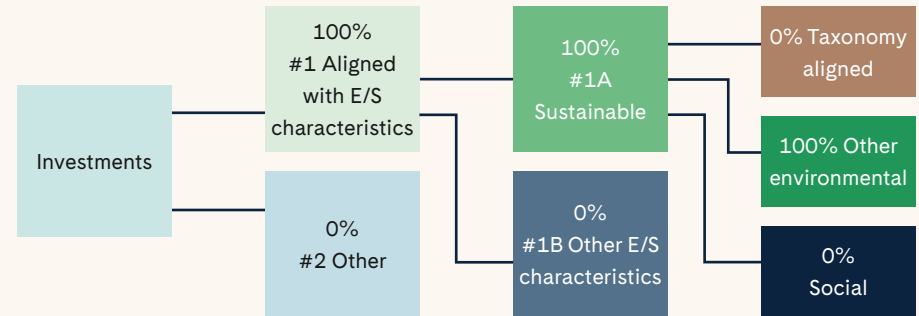 Investments
100%
#1 Aligned
with E/S
characteristics
0%
#2 Other
100%
#1A
Sustainable
0%
#1B Other E/S
characteristics
0% Taxonomy
aligned
100% Other
environmental
0%
Social